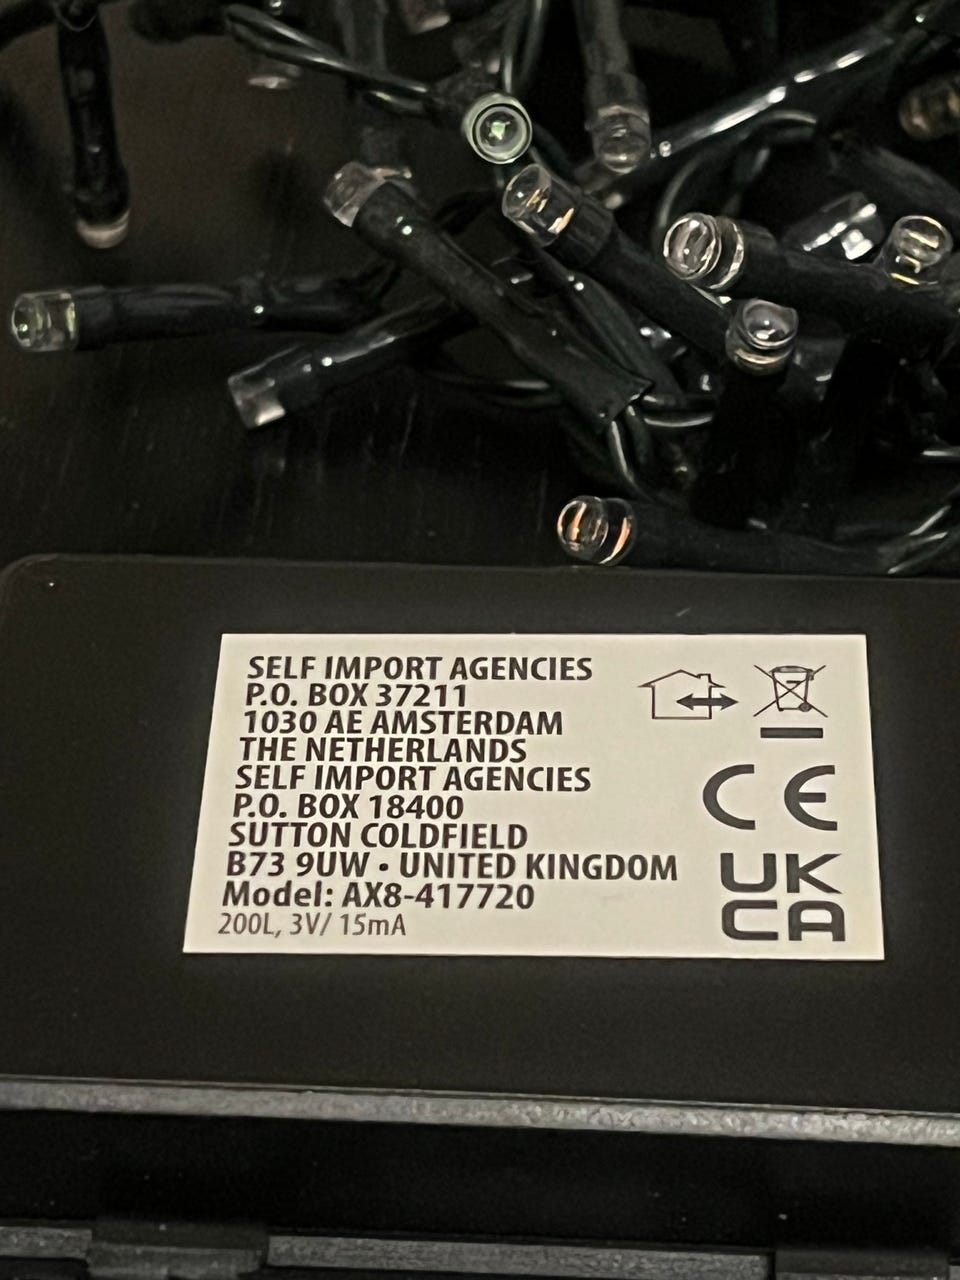 SELF IMPORT AGENCIES
P.O. BOX 37211
1030 AE AMSTERDAM
THE NETHERLANDS
SELF IMPORT AGENCIES
P.O. BOX 18400
SUTTON COLDFIELD
B73 9UW • UNITED KINGDOM
Model: AX8-417720
200L, 3V/ 15mA
CE
UK
CA